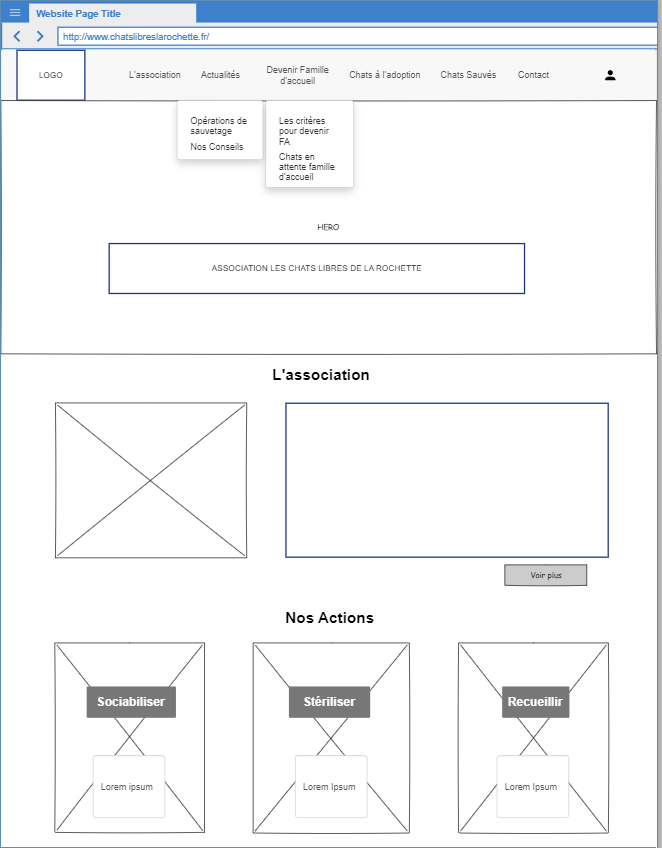 Website Page Title
http://www.chatslibreslarochette.fr/
LOGO
L'association
Actualités
Devenir Famille
d'accueil
Chats à l'adoption
Chats Sauvés
Contact
Opérations de
sauvetage
Nos Conseils
Les critères
pour devenir
FA
Chats en
attente famille
d'accueil
HERO
ASSOCIATION LES CHATS LIBRES DE LA ROCHETTE
L'association
Voir plus
Nos Actions
Sociabiliser
Stériliser
Recueillir
Lorem ipsum
Lorem Ipsum
Lorem Ipsum